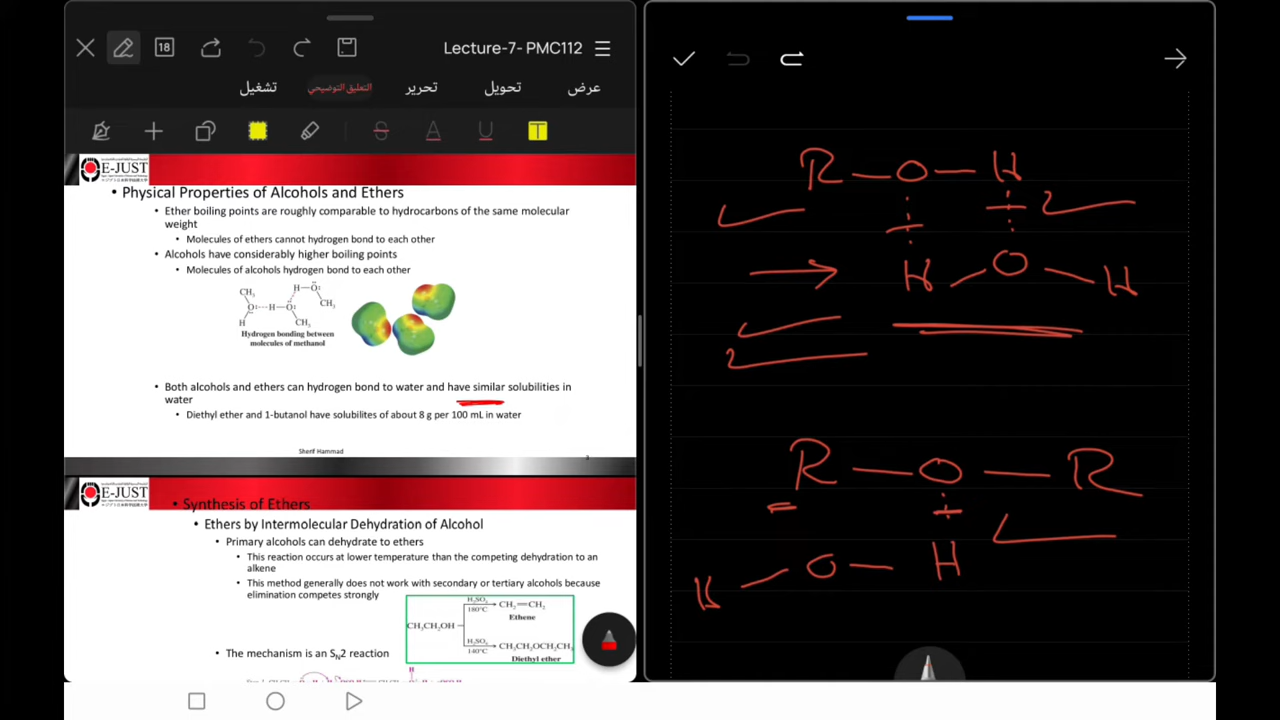 18
Lecture-7- PMC112
عرض
تحويل
تحرير
التعليق التوضيحي
تشغيل
E-JUST
• Physical Properties of Alcohols and Ethers
• Ether boiling points are roughly comparable to hydrocarbons of the same molecular
weight
• Molecules of ethers cannot hydrogen bond to each other
• Alcohols have considerably higher boiling points
• Molecules of alcohols hydrogen bond to each other
CH3
H—O:
O:···H—O:
CH3
H
CH3
Hydrogen bonding between
molecules of methanol
• Both alcohols and ethers can hydrogen bond to water and have similar solubilities in
water
• Diethyl ether and 1-butanol have solubilites of about 8 g per 100 mL in water
Sherif Hammad
3
E-JUST
• Synthesis of Ethers
• Ethers by Intermolecular Dehydration of Alcohol
• Primary alcohols can dehydrate to ethers
• This reaction occurs at lower temperature than the competing dehydration to an
alkene
• This method generally does not work with secondary or tertiary alcohols because
elimination competes strongly
H2SO4
180°C
CH2=CH2
Ethene
CH3CH2OH
H2SO4
140°C
CH3CH2OCH2CH3
Diethyl ether
• The mechanism is an SN2 reaction
R—O—H
H—O—H
R—O—R
H—O—H